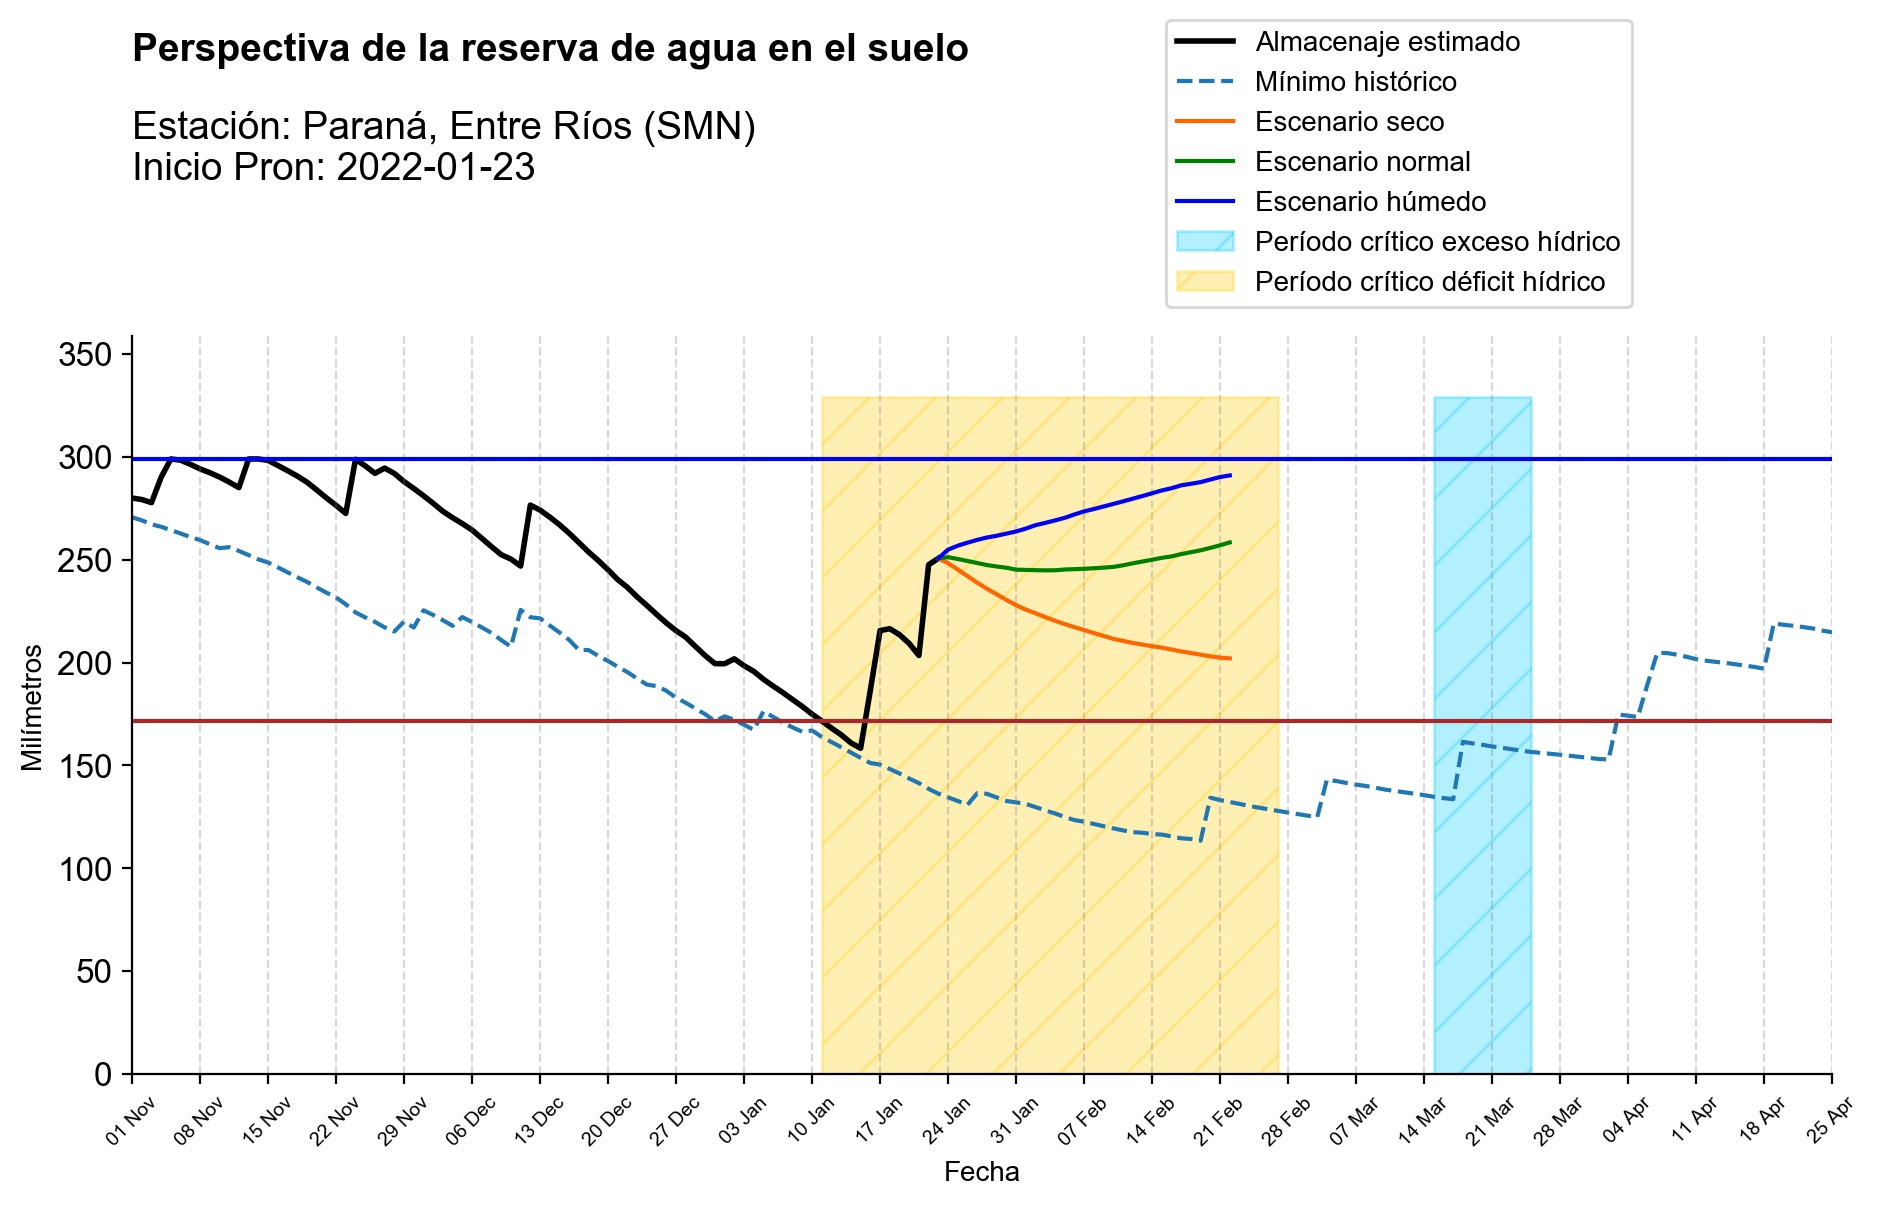 Perspectiva de la reserva de agua en el suelo
Estación: Paraná, Entre Ríos (SMN)
Inicio Pron: 2022-01-23
Almacenaje estimado
Mínimo histórico
Escenario seco
Escenario normal
Escenario húmedo
Período crítico exceso hídrico
Período crítico déficit hídrico
350
300
250
200
150
100
50
0
Milímetros
01 Nov
08 Nov
15 Nov
22 Nov
29 Nov
06 Dec
13 Dec
20 Dec
27 Dec
03 Jan
10 Jan
17 Jan
24 Jan
31 Jan
07 Feb
14 Feb
21 Feb
28 Feb
07 Mar
14 Mar
21 Mar
28 Mar
04 Apr
11 Apr
18 Apr
25 Apr
Fecha